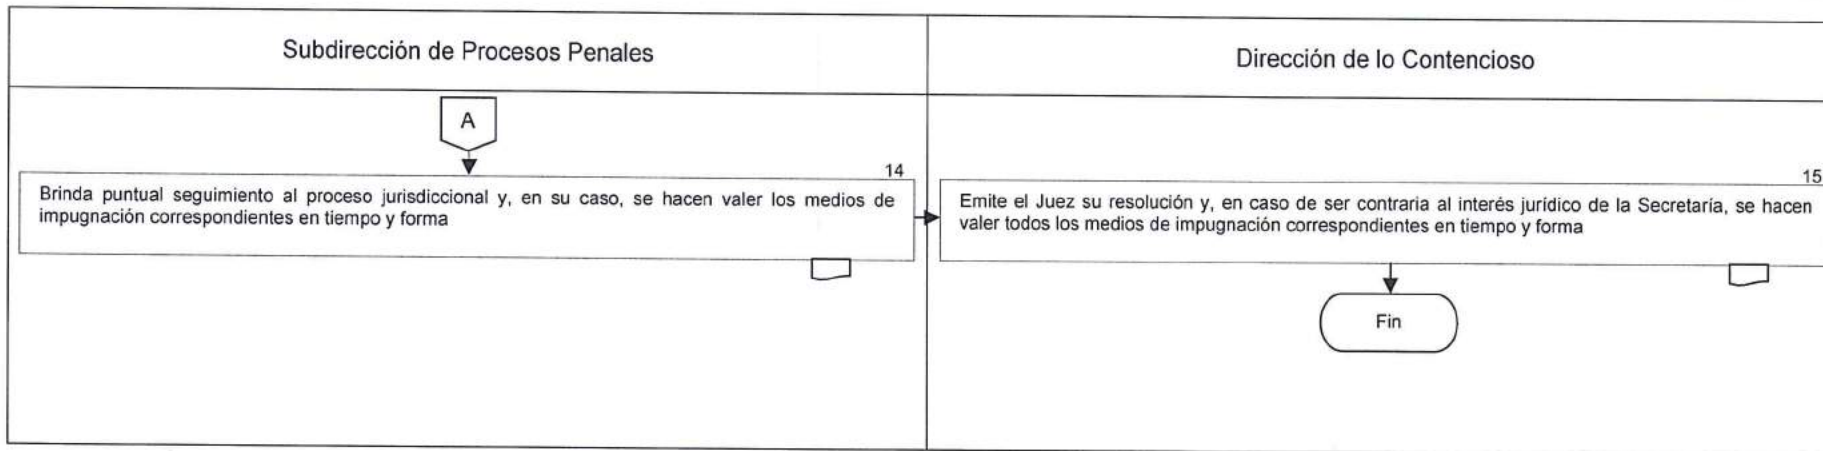 Subdirección de Procesos Penales
Dirección de lo Contencioso
A
14
Brinda puntual seguimiento al proceso jurisdiccional y, en su caso, se hacen valer los medios de
impugnación correspondientes en tiempo y forma
15
Emite el Juez su resolución y, en caso de ser contraria al interés jurídico de la Secretaría, se hacen
valer todos los medios de impugnación correspondientes en tiempo y forma
Fin